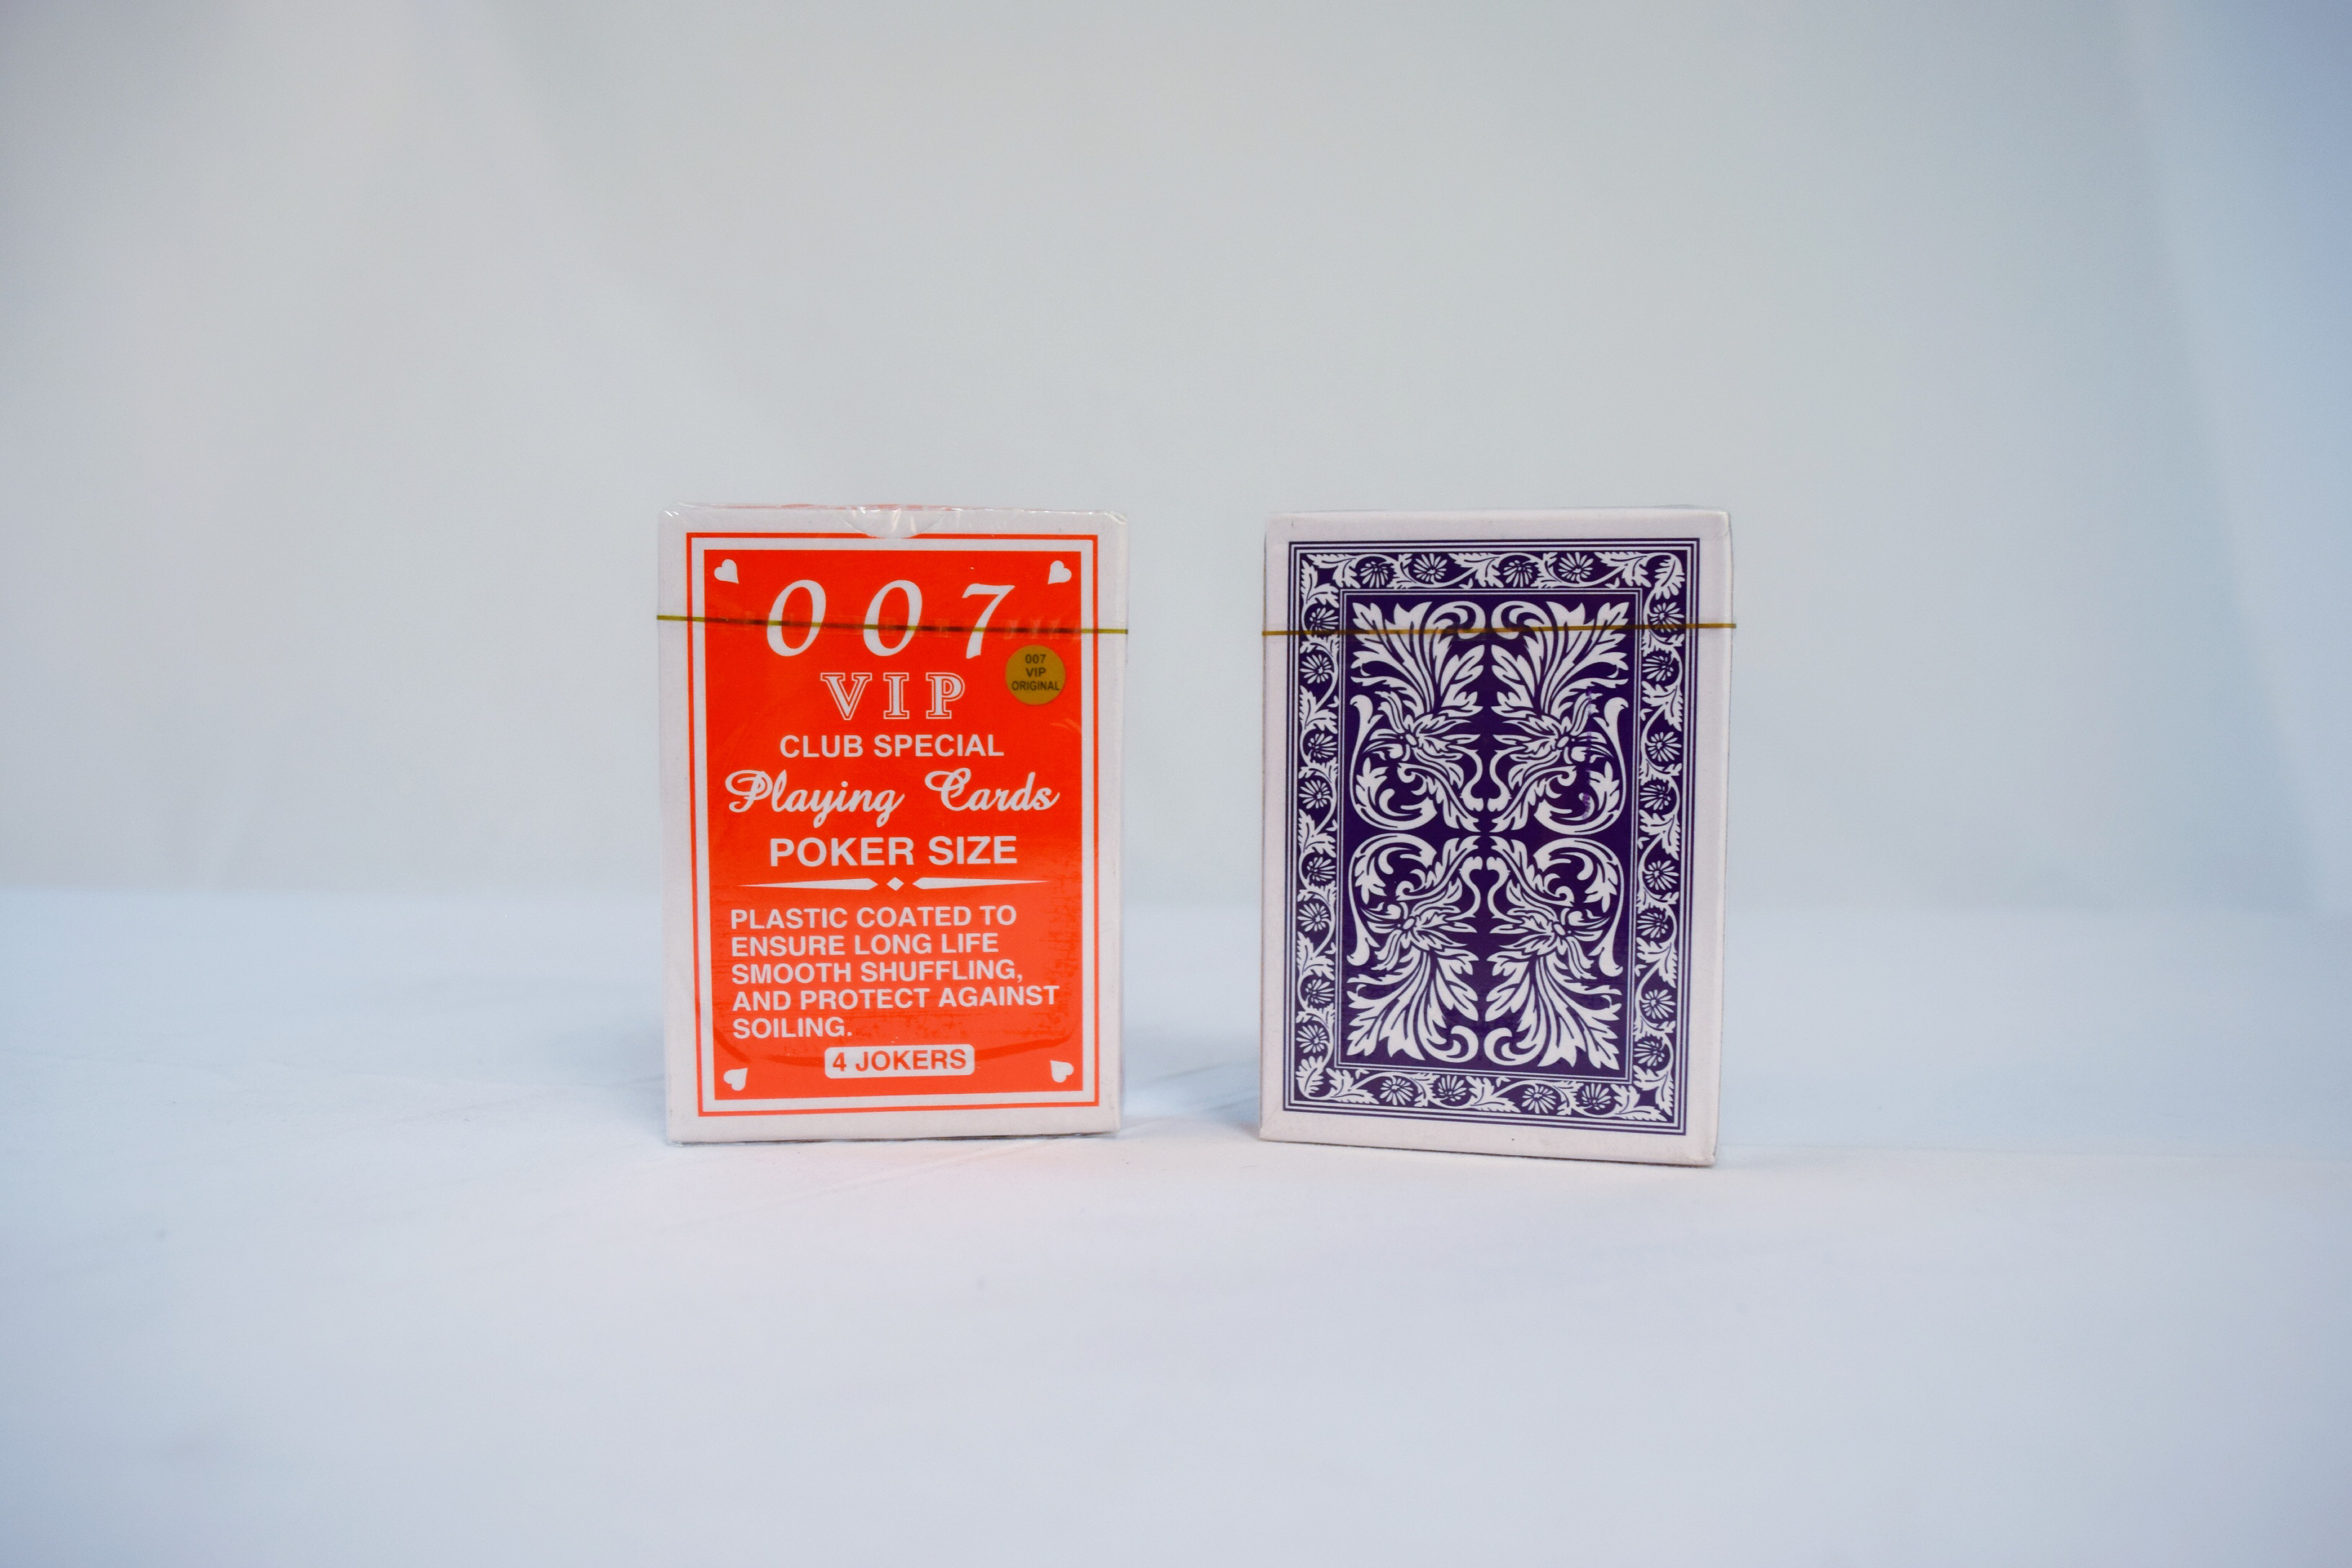 007
VIP
007
VIP
ORIGINAL
CLUB SPECIAL
Playing Cards
POKER SIZE
PLASTIC COATED TO
ENSURE LONG LIFE
SMOOTH SHUFFLING,
AND PROTECT AGAINST
SOILING.
4 JOKERS